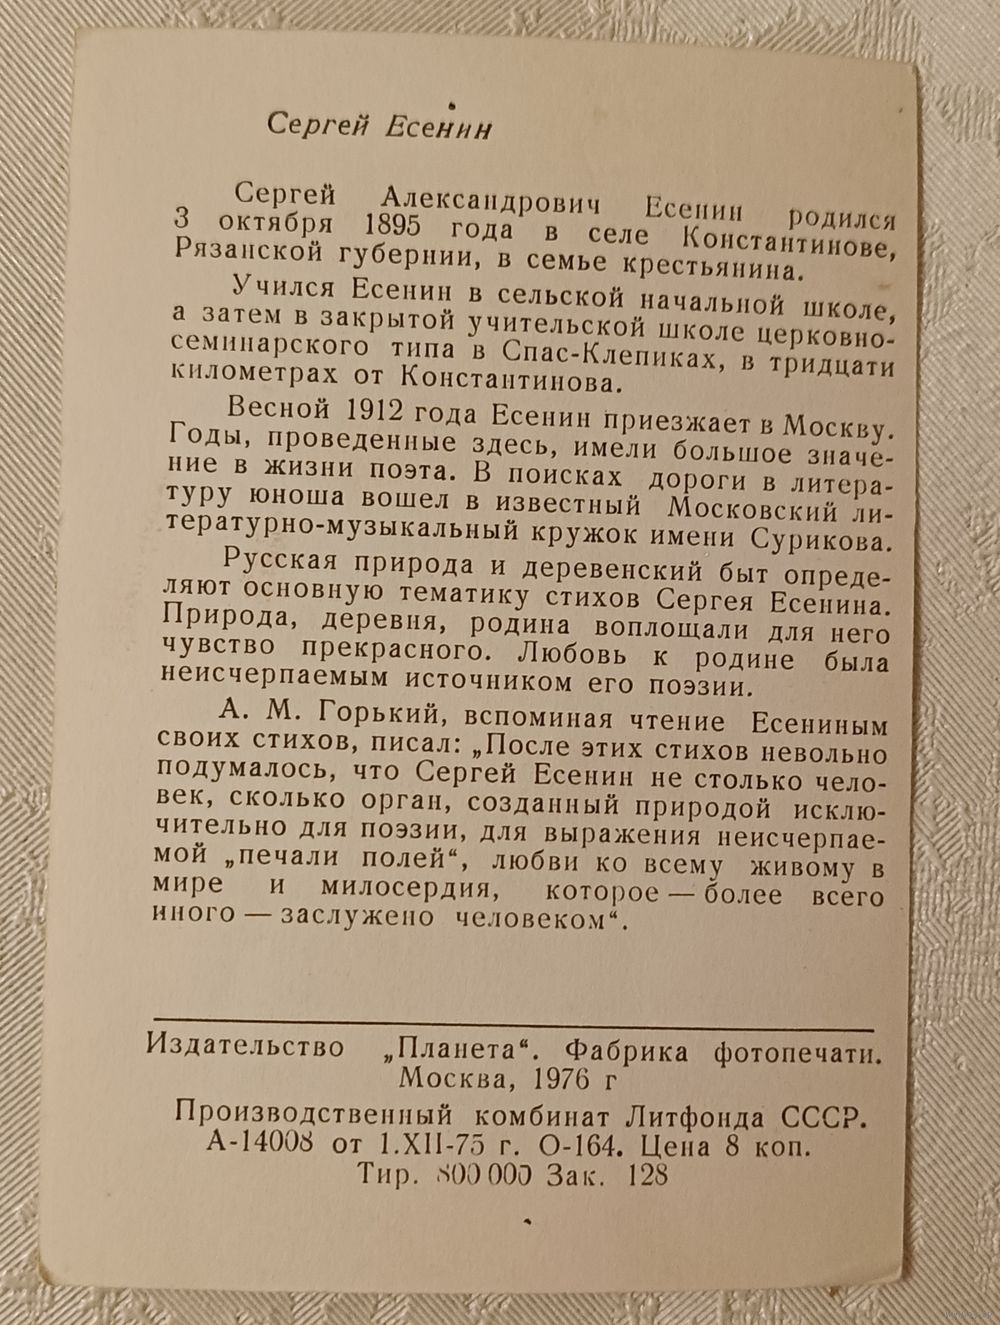 Сергей Есенин
Сергей Александрович Есенин родился
3 октября 1895 года в селе Константинове,
Рязанской губернии, в семье крестьянина.
Учился Есенин в сельской начальной школе,
а затем в закрытой учительской школе церковно-
семинарского типа в Спас-Клепиках, в тридцати
километрах от Константинова.
Весной 1912 года Есенин приезжает в Москву.
Годы, проведенные здесь, имели большое значе-
ние в жизни поэта. В поисках дороги в литера-
туру юноша вошел в известный Московский ли-
тературно-музыкальный кружок имени Сурикова.
Русская природа и деревенский быт опреде-
ляют основную тематику стихов Сергея Есенина.
Природа, деревня, родина воплощали для него
чувство прекрасного. Любовь к родине была
неисчерпаемым источником его поэзии.
А. М. Горький, вспоминая чтение Есениным
своих стихов, писал: „После этих стихов невольно
подумалось, что Сергей Есенин не столько чело-
век, сколько орган, созданный природой исклю-
чительно для поэзии, для выражения неисчерпае-
мой „печали полей“, любви ко всему живому в
мире и милосердия, которое — более всего
иного — заслужено человеком“.
Издательство „Планета“. Фабрика фотопечати.
Москва, 1976 г
Производственный комбинат Литфонда СССР.
А-14008 от 1.XII-75 г. О-164. Цена 8 коп.
Тир. 800 000 Зак. 128